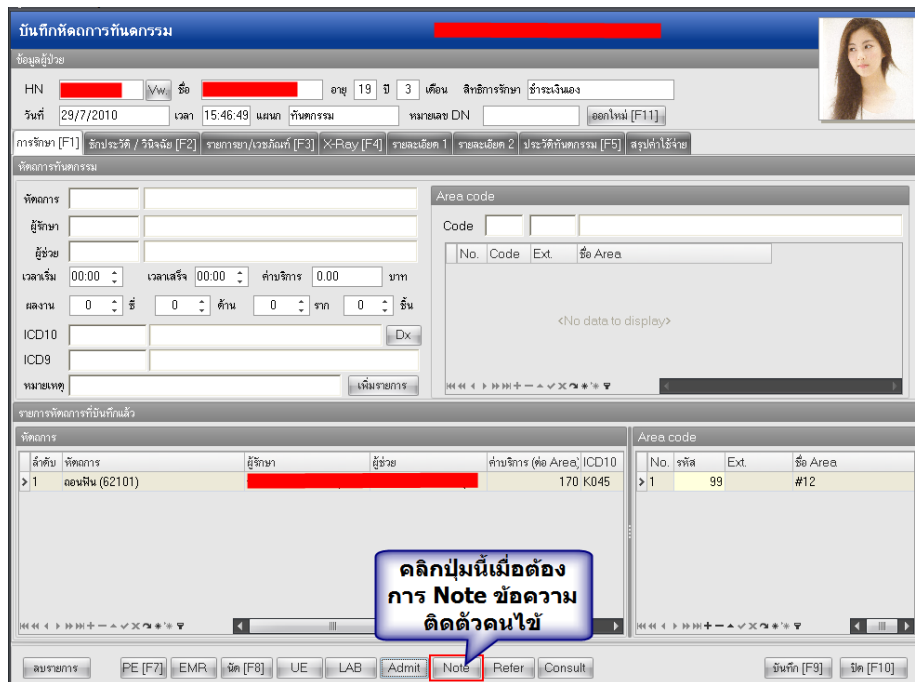 บันทึกหัตถการทันตกรรม
ข้อมูลผู้ป่วย
HN Vw. ชื่อ อายุ 19 ปี 3 เดือน สิทธิการรักษา ชำระเงินเอง
วันที่ 29/7/2010 เวลา 15:46:49 แผนก ทันตกรรม หมายเลข DN ออกใหม่ [F11]
การรักษา [F1] ซักประวัติ / วินิจฉัย [F2] รายการยา/เวชภัณฑ์ [F3] X-Ray [F4] รายละเอียด 1 รายละเอียด 2 ประวัติทันตกรรม [F5] สรุปค่าใช้จ่าย
หัตถการทันตกรรม
หัตถการ
ผู้รักษา
ผู้ช่วย
เวลาเริ่ม 00:00 เวลาเสร็จ 00:00 ค่าบริการ 0.00 บาท
ผลงาน 0 ซี่ 0 ด้าน 0 ราก 0 ชิ้น
ICD10 Dx
ICD9
หมายเหตุ เพิ่มรายการ
Area code
Code
No. Code Ext. ชื่อ Area
<No data to display>
รายการหัตถการที่บันทึกแล้ว
หัตถการ
ลำดับ หัตถการ ผู้รักษา ผู้ช่วย ค่าบริการ (ต่อ Area) ICD10
1 ถอนฟัน (62101) 170 K045
Area code
No. รหัส Ext. ชื่อ Area
1 99 #12
คลิกปุ่มนี้เมื่อต้อง
การ Note ข้อความ
ติดตัวคนไข้
ลบรายการ PE [F7] EMR นัด [F8] UE LAB Admit Note Refer Consult บันทึก [F9] ปิด [F10]